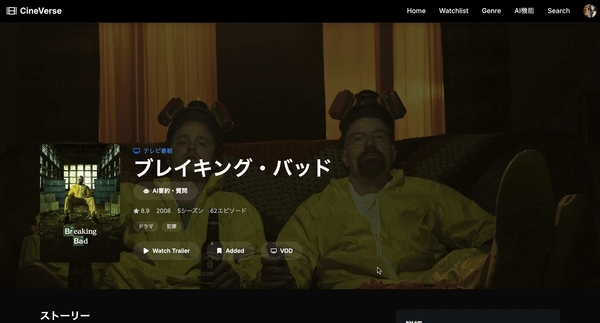 CineVerse
Home Watchlist Genre AI機能 Search
テレビ番組
ブレイキング・バッド
AI要約・質問
8.9 2008 5シーズン 62エピソード
ドラマ 犯罪
Watch Trailer Added VOD
Breaking
Bad
ストーリー